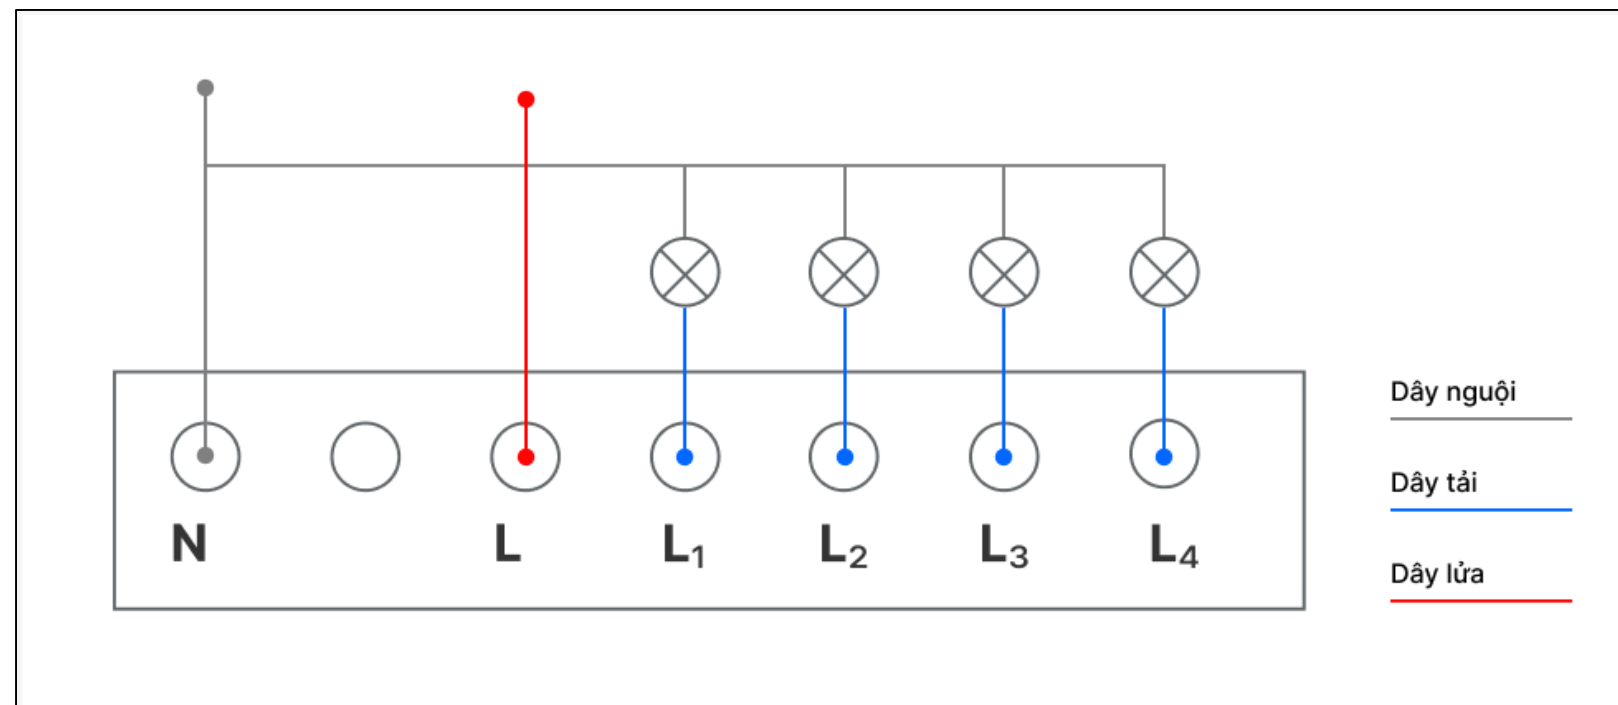 Dây nguội
Dây tải
N L L₁ L₂ L₃ L₄
Dây lửa